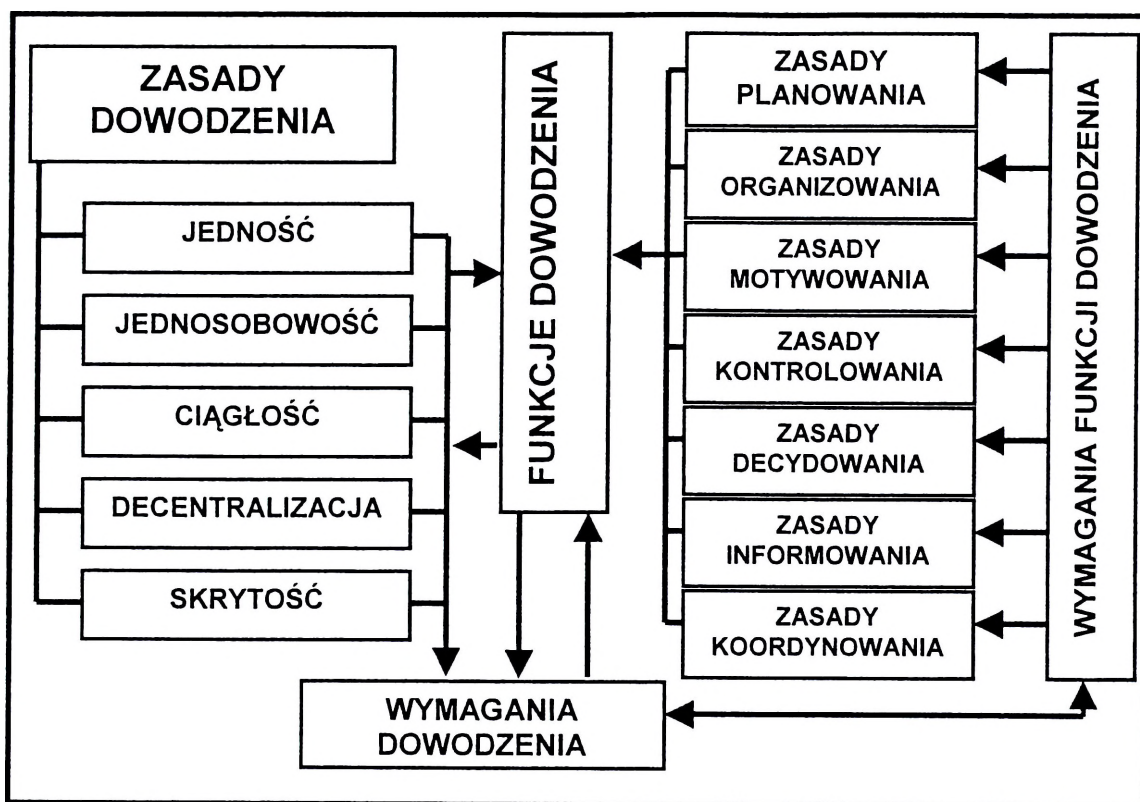 ZASADY
DOWODZENIA
JEDNOŚĆ
JEDNOSOBOWOŚĆ
CIĄGŁOŚĆ
DECENTRALIZACJA
SKRYTOŚĆ
FUNKCJE DOWODZENIA
ZASADY
PLANOWANIA
ZASADY
ORGANIZOWANIA
ZASADY
MOTYWOWANIA
ZASADY
KONTROLOWANIA
ZASADY
DECYDOWANIA
ZASADY
INFORMOWANIA
ZASADY
KOORDYNOWANIA
WYMAGANIA FUNKCJI DOWODZENIA
WYMAGANIA
DOWODZENIA